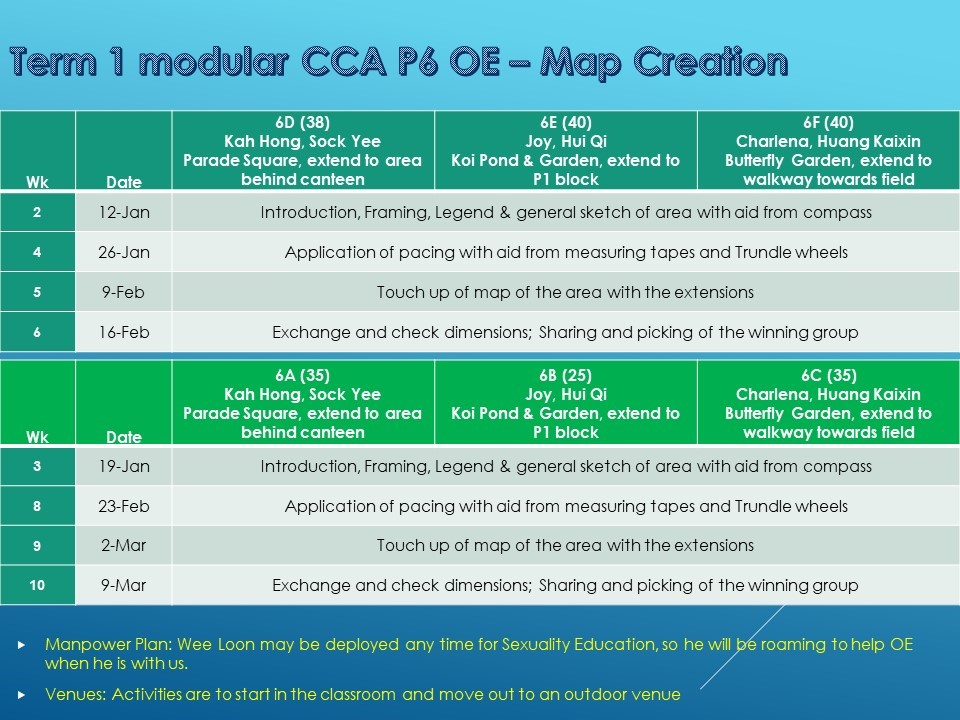 Term 1 modular CCA P6 OE – Map Creation
Wk
Date
6D (38)
Kah Hong, Sock Yee
Parade Square, extend to area
behind canteen
6E (40)
Joy, Hui Qi
Koi Pond & Garden, extend to
P1 block
6F (40)
Charlena, Huang Kaixin
Butterfly Garden, extend to
walkway towards field
2 12-Jan Introduction, Framing, Legend & general sketch of area with aid from compass
4 26-Jan Application of pacing with aid from measuring tapes and Trundle wheels
5 9-Feb Touch up of map of the area with the extensions
6 16-Feb Exchange and check dimensions; Sharing and picking of the winning group
Wk
Date
6A (35)
Kah Hong, Sock Yee
Parade Square, extend to area
behind canteen
6B (25)
Joy, Hui Qi
Koi Pond & Garden, extend to
P1 block
6C (35)
Charlena, Huang Kaixin
Butterfly Garden, extend to
walkway towards field
3 19-Jan Introduction, Framing, Legend & general sketch of area with aid from compass
8 23-Feb Application of pacing with aid from measuring tapes and Trundle wheels
9 2-Mar Touch up of map of the area with the extensions
10 9-Mar Exchange and check dimensions; Sharing and picking of the winning group
Manpower Plan: Wee Loon may be deployed any time for Sexuality Education, so he will be roaming to help OE
when he is with us.
Venues: Activities are to start in the classroom and move out to an outdoor venue